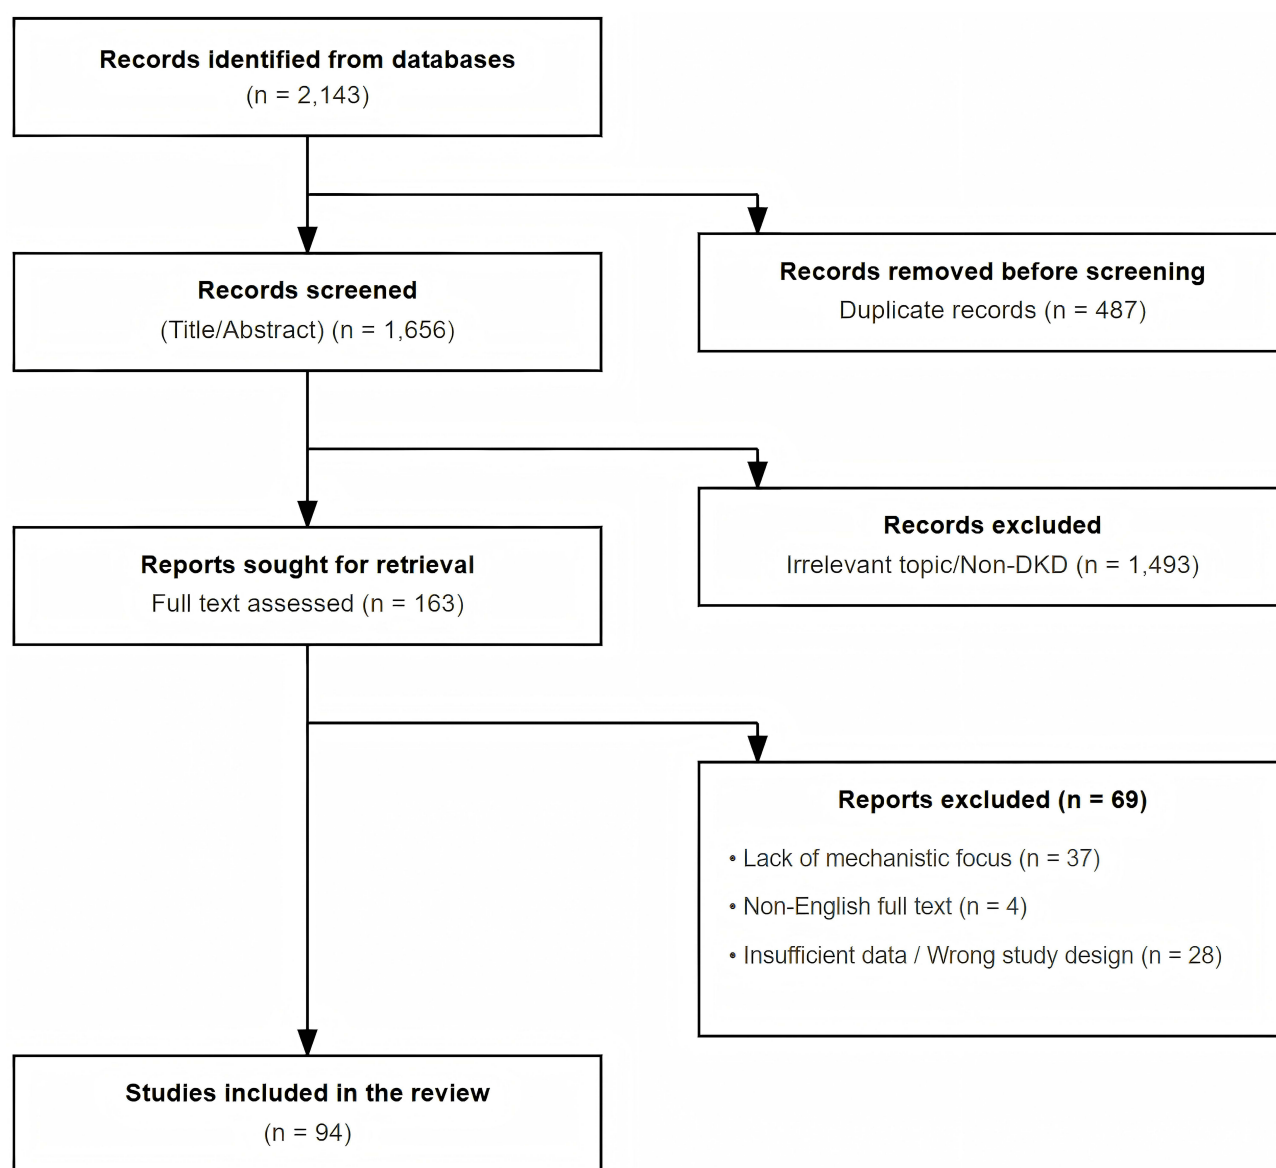 Records identified from databases
(n = 2,143)
Records removed before screening
Duplicate records (n = 487)
Records screened
(Title/Abstract) (n = 1,656)
Records excluded
Irrelevant topic/Non-DKD (n = 1,493)
Reports sought for retrieval
Full text assessed (n = 163)
Reports excluded (n = 69)
• Lack of mechanistic focus (n = 37)
• Non-English full text (n = 4)
• Insufficient data / Wrong study design (n = 28)
Studies included in the review
(n = 94)